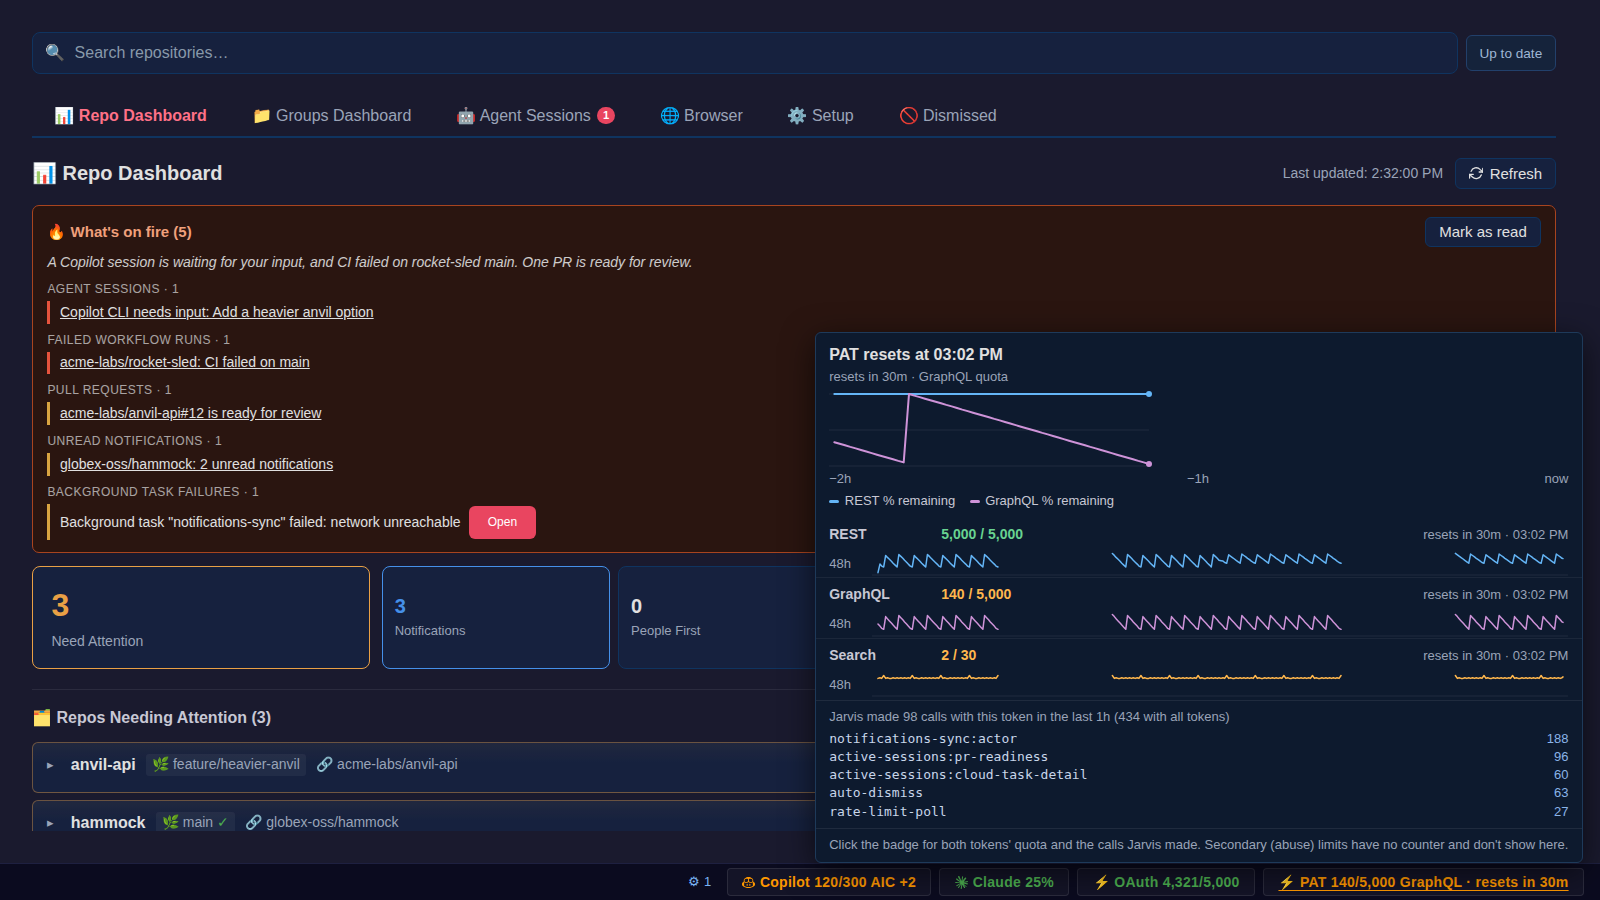 Search repositories…
Up to date
Repo Dashboard
Groups Dashboard
Agent Sessions 1
Browser
Setup
Dismissed
Repo Dashboard
Last updated: 2:32:00 PM
Refresh
What's on fire (5)
Mark as read
A Copilot session is waiting for your input, and CI failed on rocket-sled main. One PR is ready for review.
AGENT SESSIONS · 1
Copilot CLI needs input: Add a heavier anvil option
FAILED WORKFLOW RUNS · 1
acme-labs/rocket-sled: CI failed on main
PULL REQUESTS · 1
acme-labs/anvil-api#12 is ready for review
UNREAD NOTIFICATIONS · 1
globex-oss/hammock: 2 unread notifications
BACKGROUND TASK FAILURES · 1
Background task "notifications-sync" failed: network unreachable
Open
3
Need Attention
3
Notifications
0
People First
Repos Needing Attention (3)
anvil-api feature/heavier-anvil acme-labs/anvil-api
hammock main ✓ globex-oss/hammock
PAT resets at 03:02 PM
resets in 30m · GraphQL quota
−2h −1h now
REST % remaining GraphQL % remaining
REST 5,000 / 5,000 resets in 30m · 03:02 PM
48h
GraphQL 140 / 5,000 resets in 30m · 03:02 PM
48h
Search 2 / 30 resets in 30m · 03:02 PM
48h
Jarvis made 98 calls with this token in the last 1h (434 with all tokens)
notifications-sync:actor 188
active-sessions:pr-readiness 96
active-sessions:cloud-task-detail 60
auto-dismiss 63
rate-limit-poll 27
Click the badge for both tokens' quota and the calls Jarvis made. Secondary (abuse) limits have no counter and don't show here.
⚙ 1
Copilot 120/300 AIC +2
Claude 25%
⚡ OAuth 4,321/5,000
⚡ PAT 140/5,000 GraphQL · resets in 30m